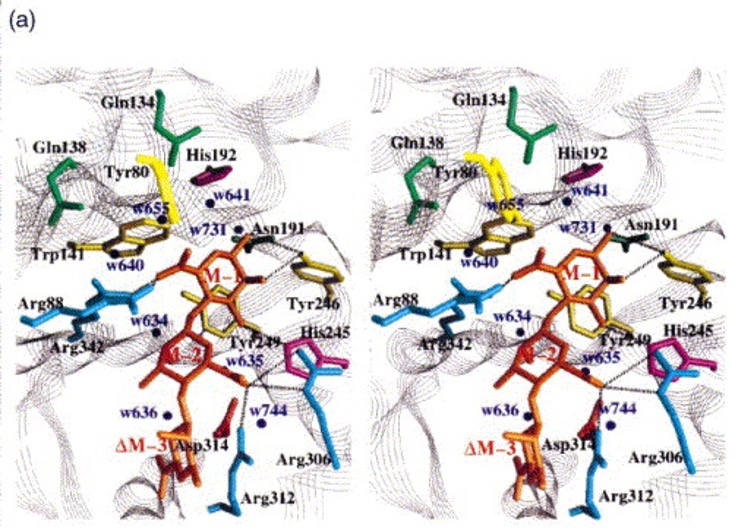 (a)
Gln134
Gln138
Tyr80
His192
w655
w641
w731
Asn191
Trp141
w640
M-1
Arg88
Tyr246
Arg342
w634
Tyr249
His245
M-2
w635
w636
w744
ΔM-3
Asp314
Arg306
Arg312
Gln134
Gln138
Tyr80
His192
w655
w641
w731
Asn191
Trp141
w640
M-1
Arg88
Tyr246
Arg342
w634
Tyr249
His245
M-2
w635
w636
w744
ΔM-3
Asp314
Arg306
Arg312